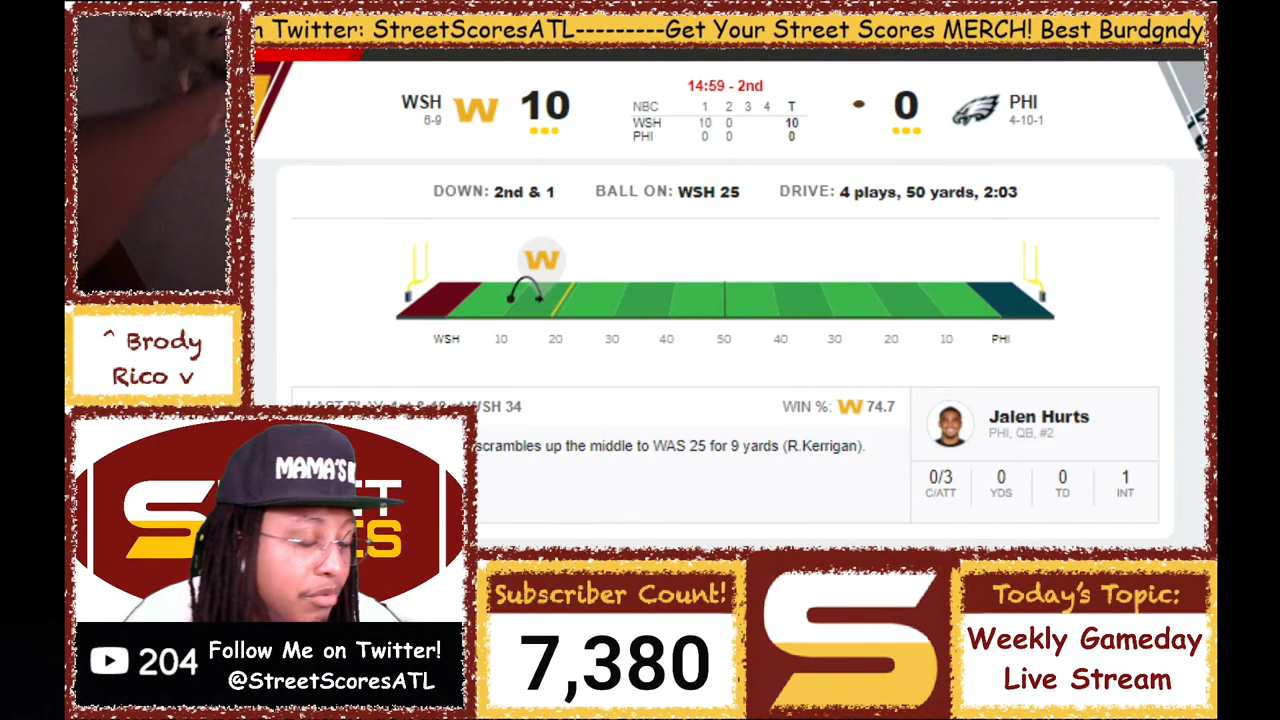 n Twitter: StreetScoresATL---------Get Your Street Scores MERCH! Best Burdgndy
WSH W 10
6-9
14:59 - 2nd
NBC 1 2 3 4 T
WSH 10 0 10
PHI 0 0 0
0 PHI
4-10-1
DOWN: 2nd & 1 BALL ON: WSH 25 DRIVE: 4 plays, 50 yards, 2:03
W
WSH 10 20 30 40 50 40 30 20 10 PHI
WSH 34 WIN %: W 74.7
scrambles up the middle to WAS 25 for 9 yards (R.Kerrigan).
Jalen Hurts
PHI, QB, #2
0/3 0 0 1
C/ATT YDS TD INT
^ Brody
Rico v
MAMA'S
S
204
Follow Me on Twitter!
@StreetScoresATL
Subscriber Count!
7,380
S
Today's Topic:
Weekly Gameday
Live Stream